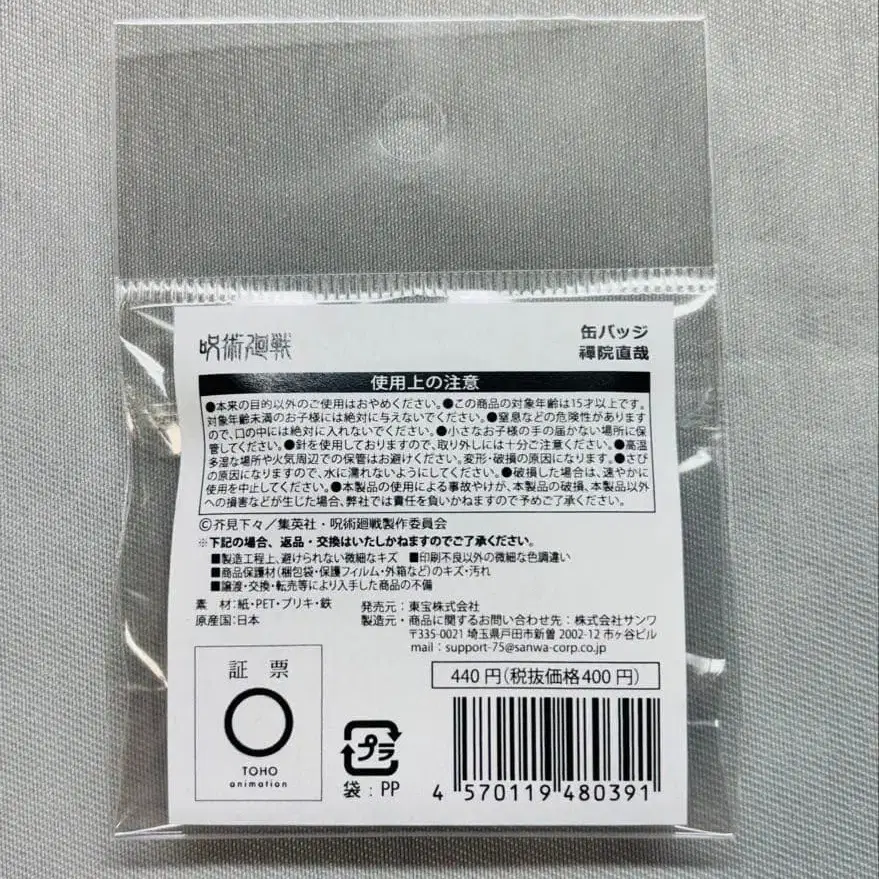 呪術廻戦
缶バッジ
禪院直哉
使用上の注意
●本来の目的以外のご使用はおやめください。●この商品の対象年齢は15才以上です。
対象年齢未満のお子様には絶対に与えないでください。●窒息などの危険性があります
ので、口の中には絶対に入れないでください。●小さなお子様の手の届かない場所に保
管してください。●針を使用しておりますので、取り外しには十分ご注意ください。●高温
多湿な場所や火気周辺での保管はお避けください。変形・破損の原因になります。●さび
の原因になりますので、水に濡れないようにしてください。●破損した場合は、速やかに
使用を中止してください。●本製品の使用による事故やけが、本製品の破損、本製品以外
への損害などが生じた場合、弊社では責任を負いかねますので予めご了承ください。
©芥見下々／集英社・呪術廻戦製作委員会
※下記の場合、返品・交換はいたしかねますのでご了承ください。
■製造工程上、避けられない微細なキズ ■印刷不良以外の微細な色調違い
■商品保護材(梱包袋・保護フィルム・外箱など)のキズ・汚れ
■譲渡・交換・転売等により入手した商品の不備
素 材:紙・PET・ブリキ・鉄
原産国:日本
発売元：東宝株式会社
製造元・商品に関するお問い合わせ先：株式会社サンワ
〒335-0021 埼玉県戸田市新曽 2002-12 市ヶ谷ビル
mail：support-75@sanwa-corp.co.jp
440円(税抜価格400円)
証票
TOHO
animation
プラ
袋：PP
4 570119 480391